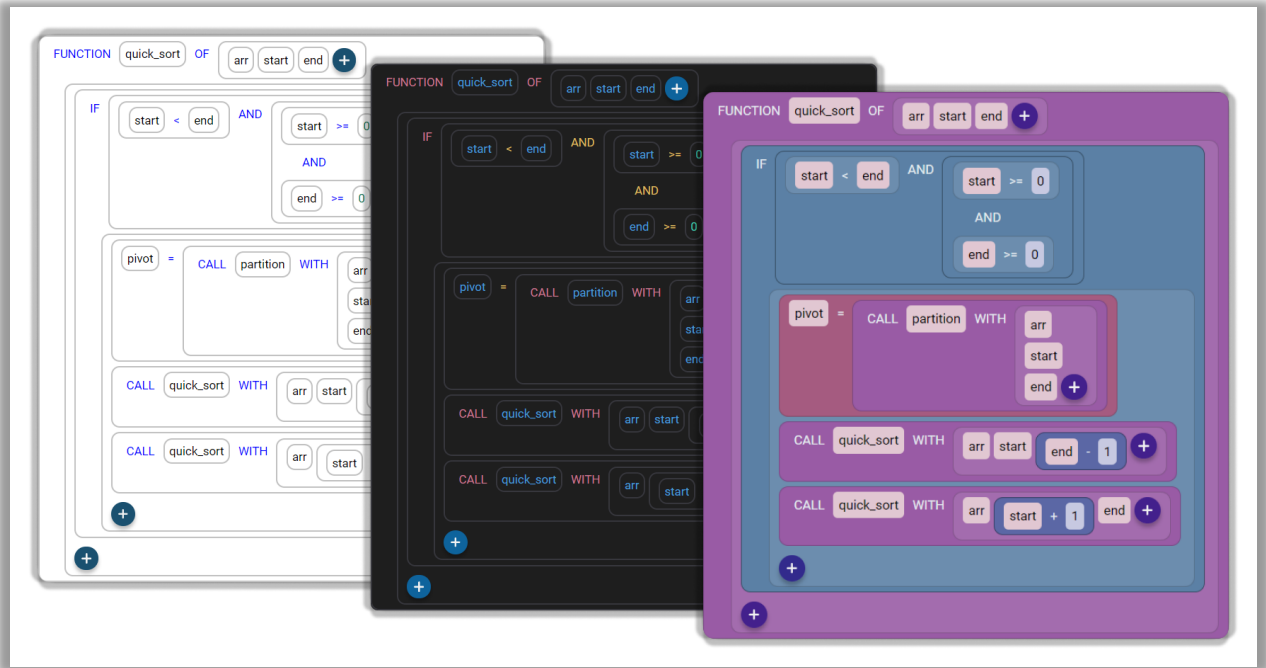 FUNCTION quick_sort OF arr start end +
IF start < end AND start >= 0
AND
end >= 0
pivot = CALL partition WITH arr
sta
end
CALL quick_sort WITH arr start
CALL quick_sort WITH arr start
+
+
FUNCTION quick_sort OF arr start end +
IF start < end AND start >= 0
AND
end >= 0
pivot = CALL partition WITH arr
sta
end
CALL quick_sort WITH arr start
CALL quick_sort WITH arr start
+
+
FUNCTION quick_sort OF arr start end +
IF start < end AND start >= 0
AND
end >= 0
pivot = CALL partition WITH arr
start
end +
CALL quick_sort WITH arr start end - 1 +
CALL quick_sort WITH arr start + 1 end +
+
+